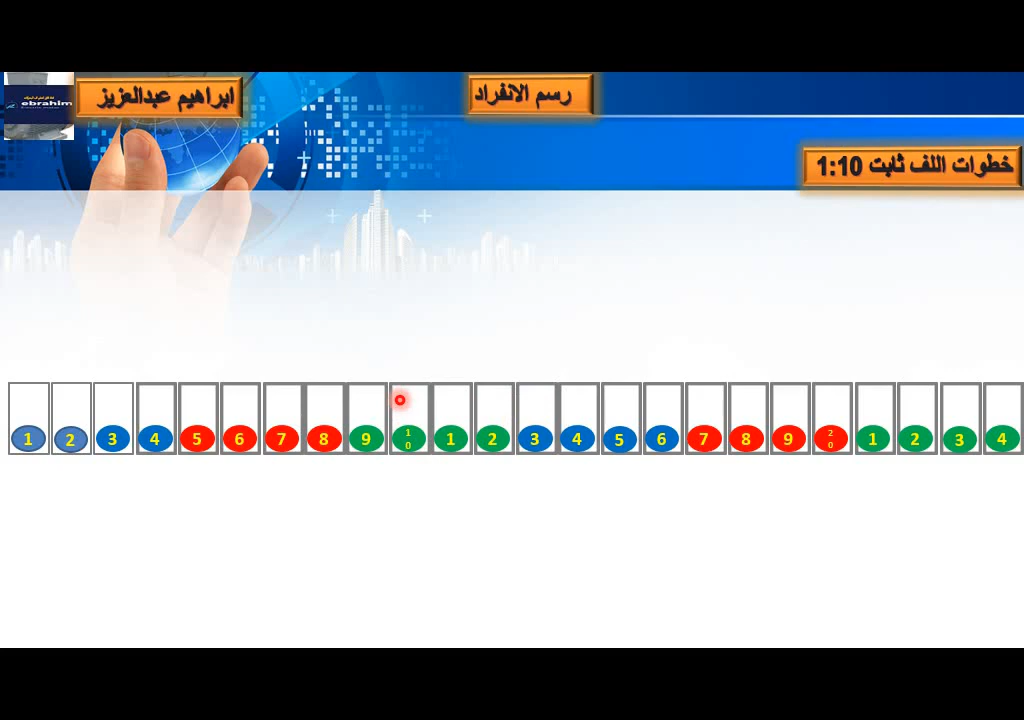 ابراهيم عبدالعزيز
رسم الانفراد
ebrahim
خطوات اللف ثابت 1:10
1 2 3 4 5 6 7 8 9 10 1 2 3 4 5 6 7 8 9 20 1 2 3 4